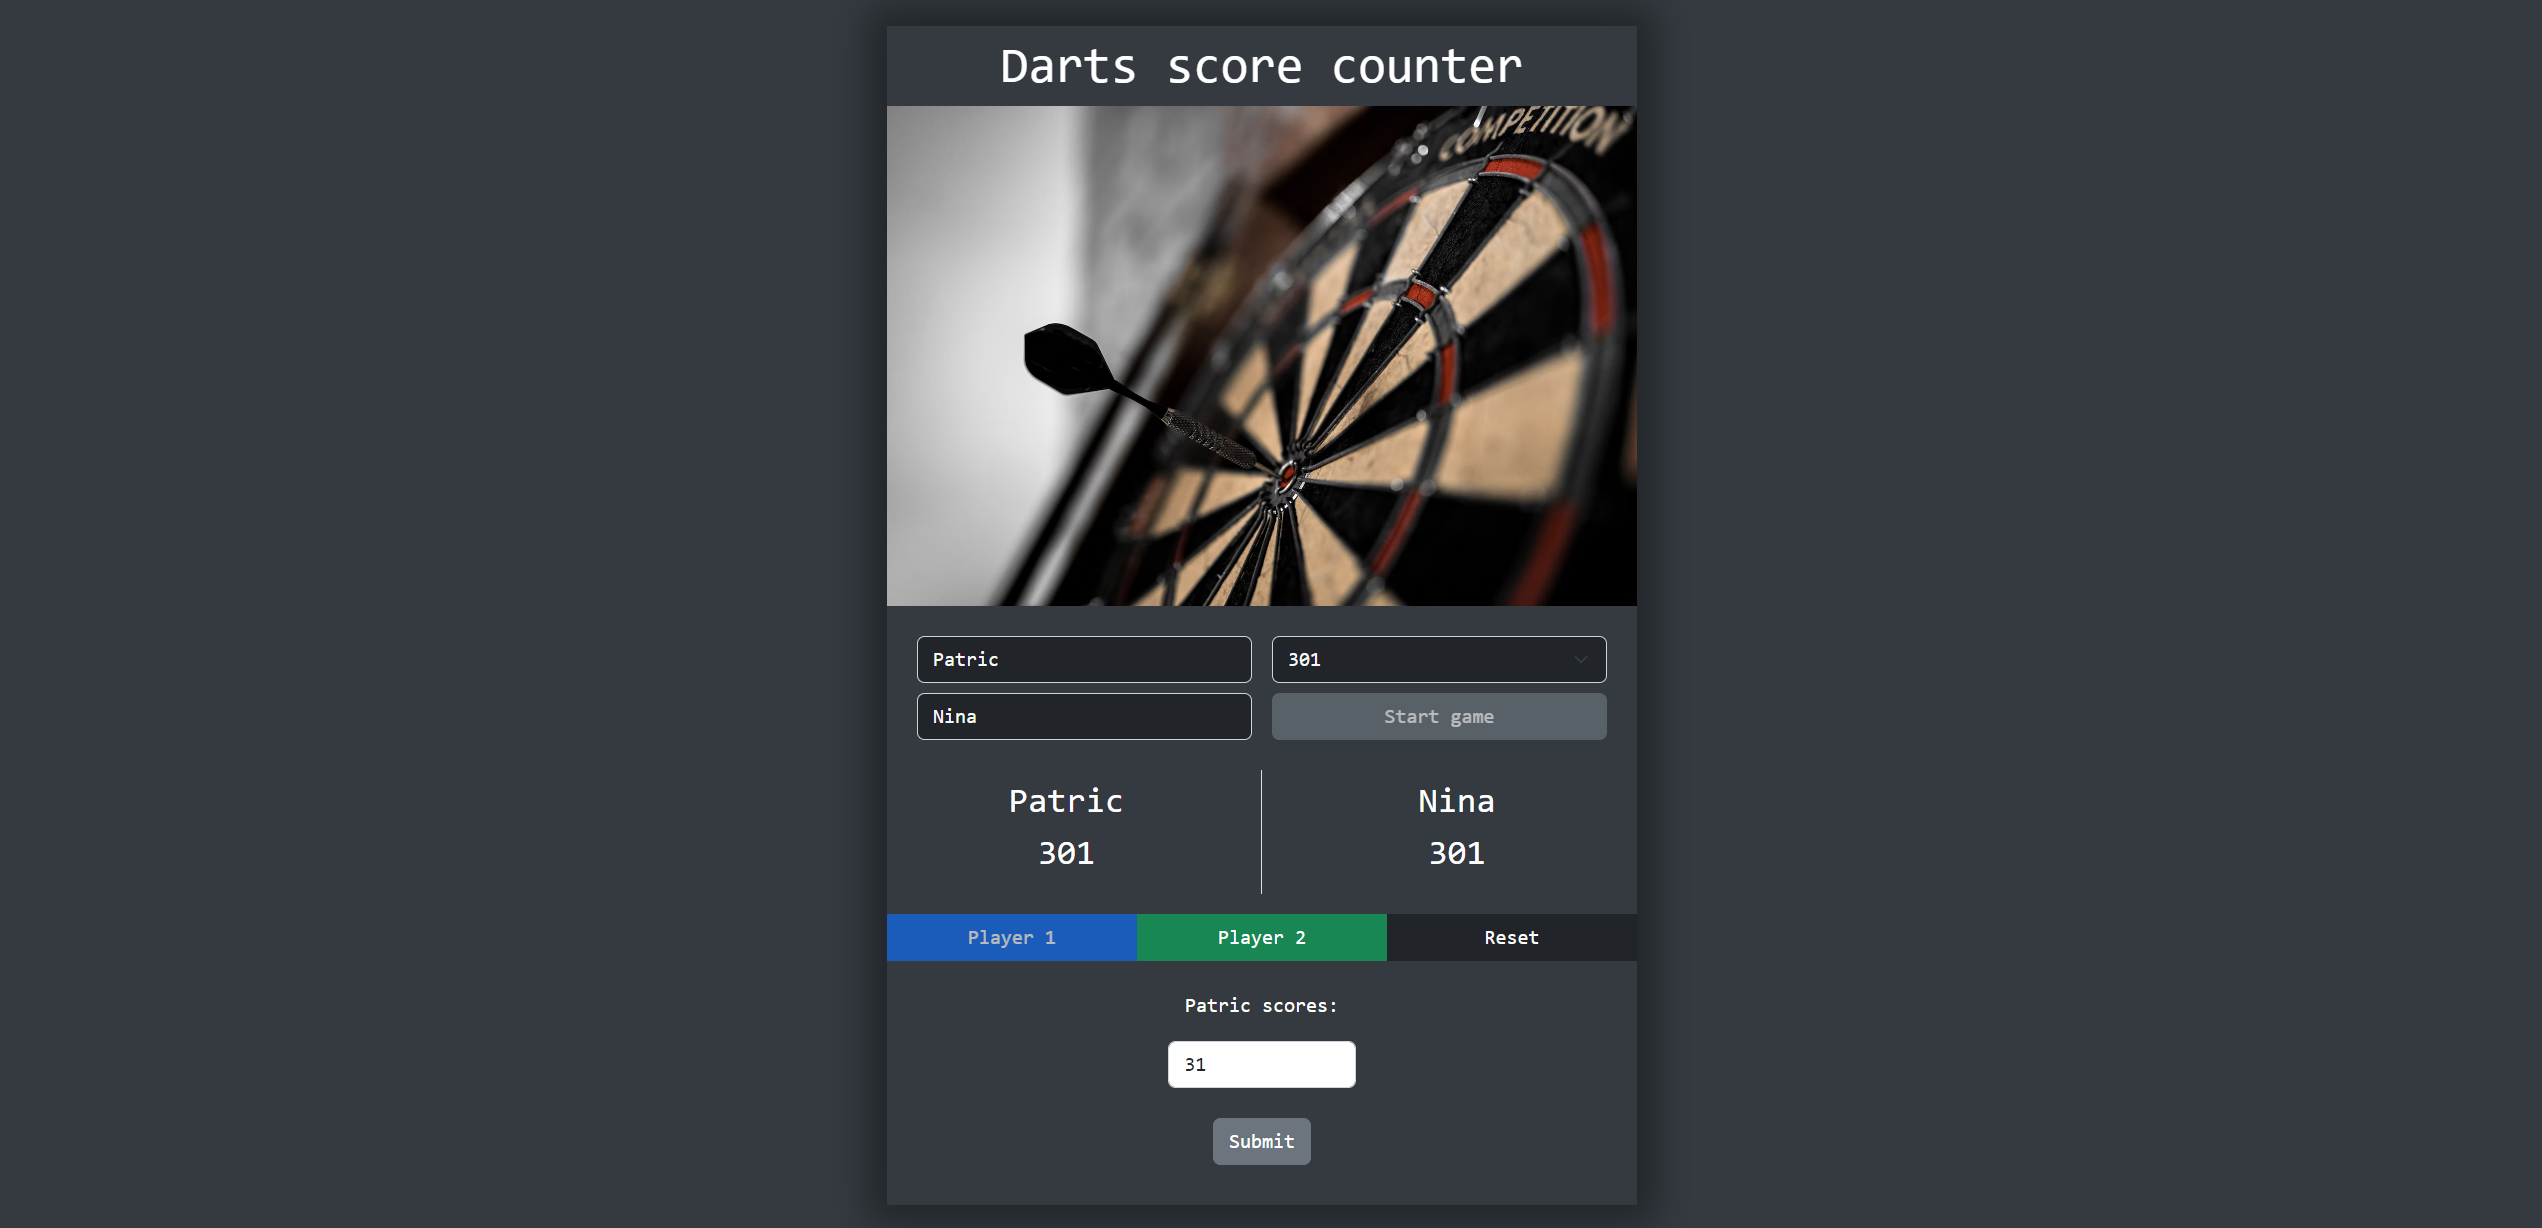 Darts score counter
COMPETITION
Patric
301
Nina
Start game
Patric
Nina
301
301
Player 1
Player 2
Reset
Patric scores:
31
Submit